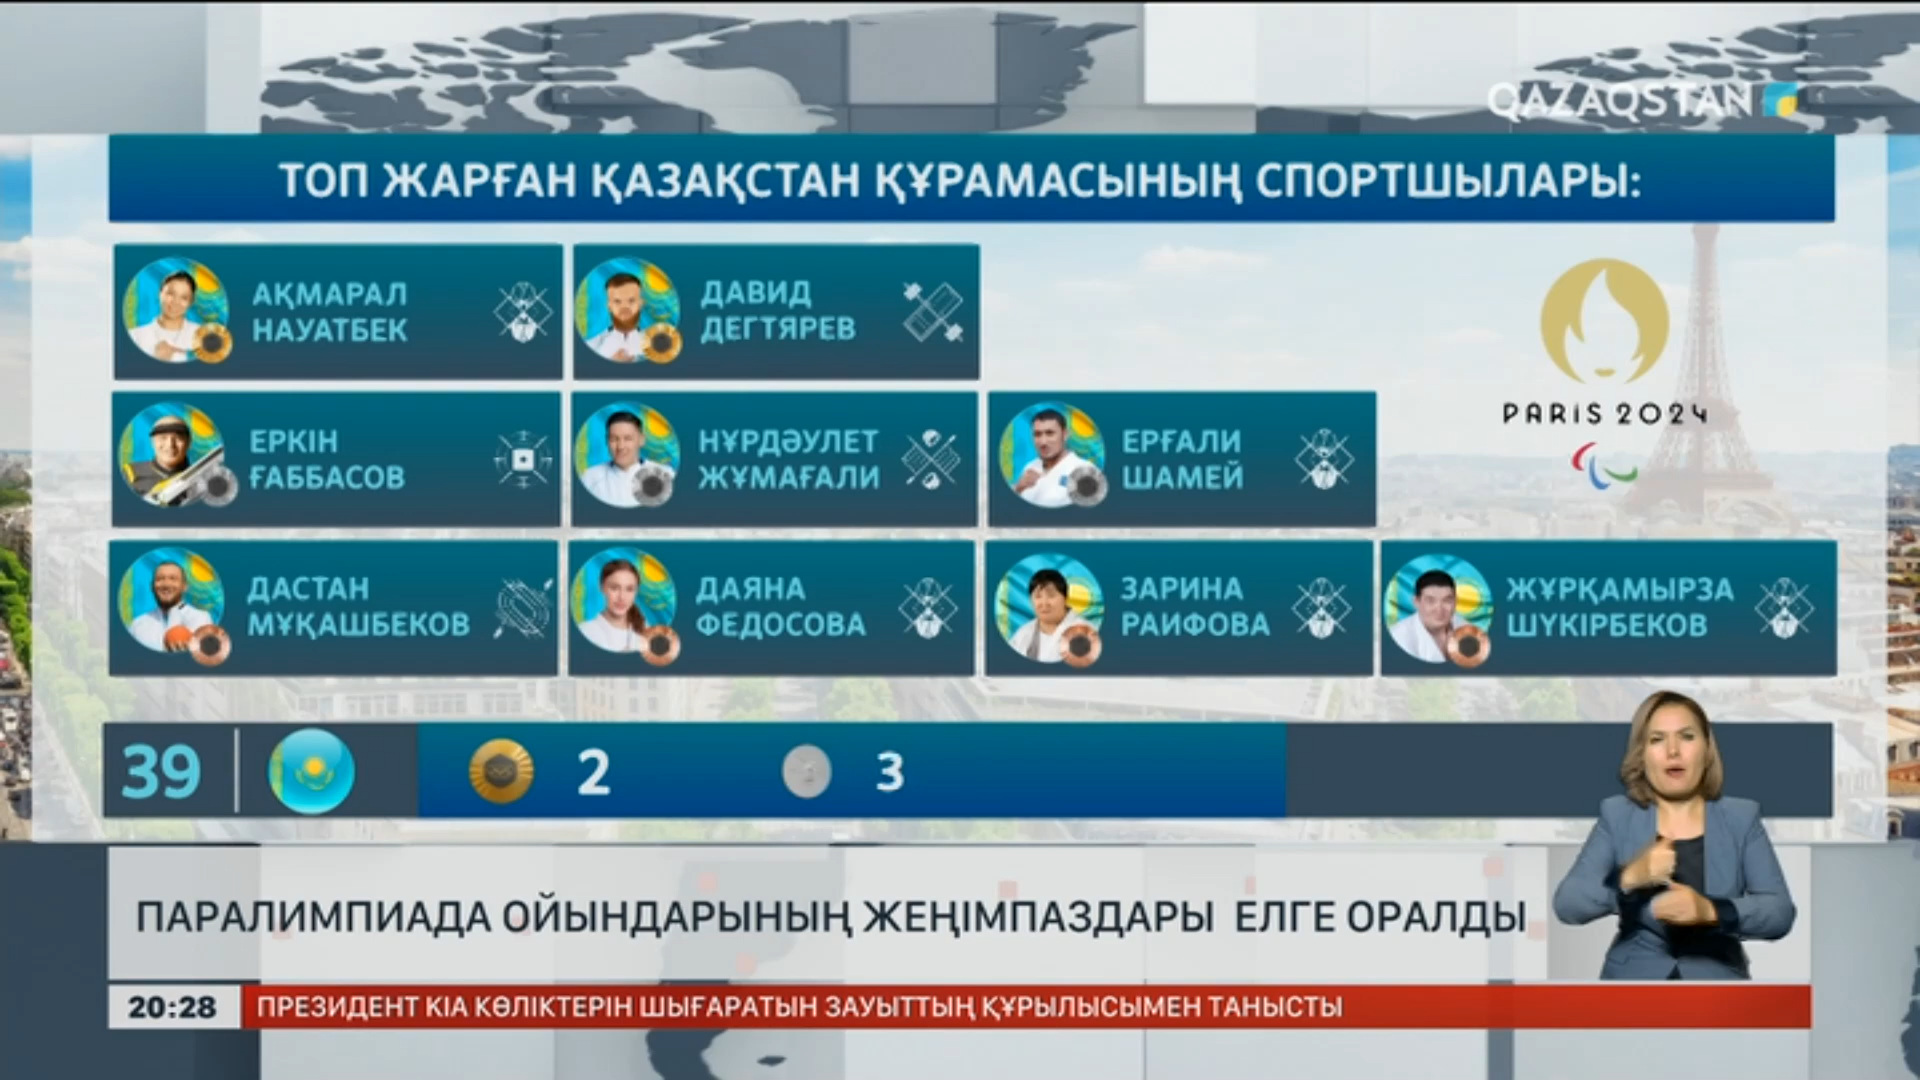 QAZAQSTAN
ТОП ЖАРҒАН ҚАЗАҚСТАН ҚҰРАМАСЫНЫҢ СПОРТШЫЛАРЫ:
АҚМАРАЛ
НАУАТБЕК
ДАВИД
ДЕГТЯРЕВ
PARIS 2024
ЕРКІН
ҒАББАСОВ
НҰРДӘУЛЕТ
ЖҰМАҒАЛИ
ЕРҒАЛИ
ШАМЕЙ
ДАСТАН
МҰҚАШБЕКОВ
ДАЯНА
ФЕДОСОВА
ЗАРИНА
РАИФОВА
ЖҰРҚАМЫРЗА
ШҮКІРБЕКОВ
39 2 3
ПАРАЛИМПИАДА ОЙЫНДАРЫНЫҢ ЖЕҢІМПАЗДАРЫ ЕЛГЕ ОРАЛДЫ
20:28 ПРЕЗИДЕНТ КІА КӨЛІКТЕРІН ШЫҒАРАТЫН ЗАУЫТТЫҢ ҚҰРЫЛЫСЫМЕН ТАНЫСТЫ